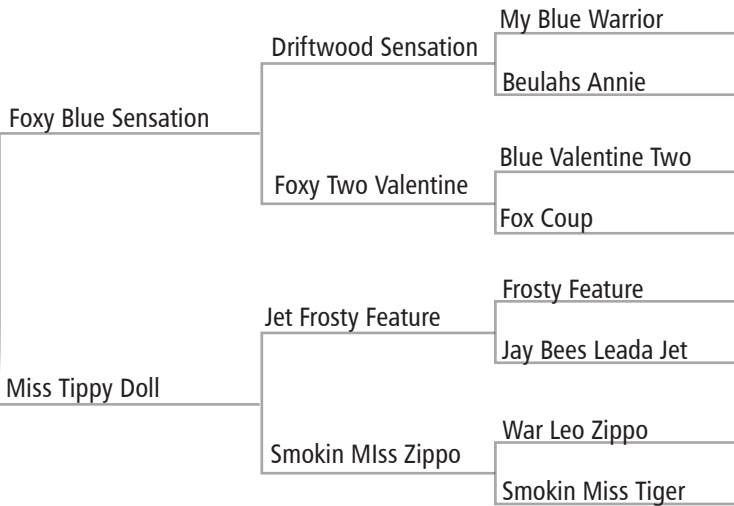 My Blue Warrior
Driftwood Sensation
Beulahs Annie
Foxy Blue Sensation
Blue Valentine Two
Foxy Two Valentine
Fox Coup
Frosty Feature
Jet Frosty Feature
Jay Bees Leada Jet
Miss Tippy Doll
War Leo Zippo
Smokin MIss Zippo
Smokin Miss Tiger